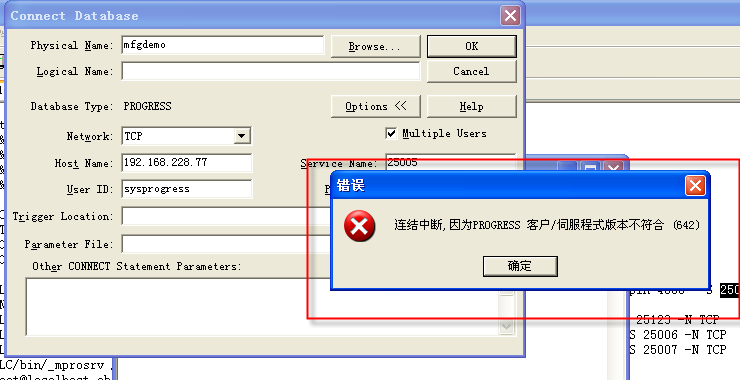 Connect Database
Physical Name: mfgdemo Browse... OK
Logical Name: Cancel
Database Type: PROGRESS Options << Help
Network: TCP Multiple Users
Host Name: 192.168.228.77 Service Name: 25005
User ID: sysprogress
Trigger Location:
Parameter File:
Other CONNECT Statement Parameters:
错误
连结中断,因为PROGRESS 客户/伺服程式版本不符合 (642)
确定
25123 -N TCP
S 25006 -N TCP
S 25007 -N TCP
LC/bin/_mprosrv